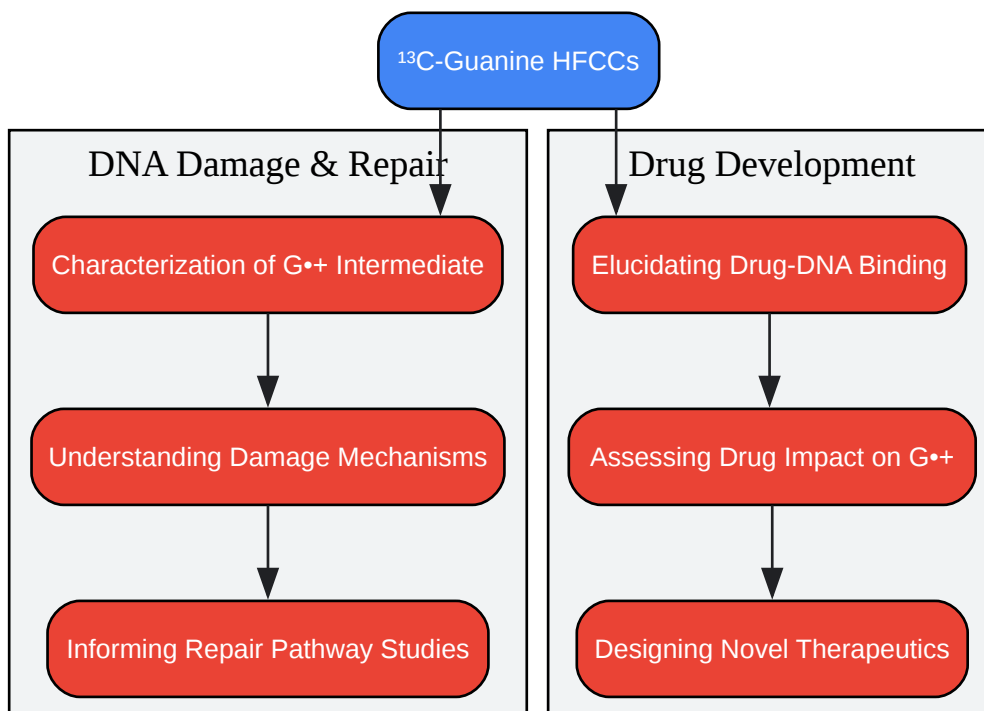 ¹³C-Guanine HFCCs
DNA Damage & Repair
Characterization of G•+ Intermediate
Understanding Damage Mechanisms
Informing Repair Pathway Studies
Drug Development
Elucidating Drug-DNA Binding
Assessing Drug Impact on G•+
Designing Novel Therapeutics